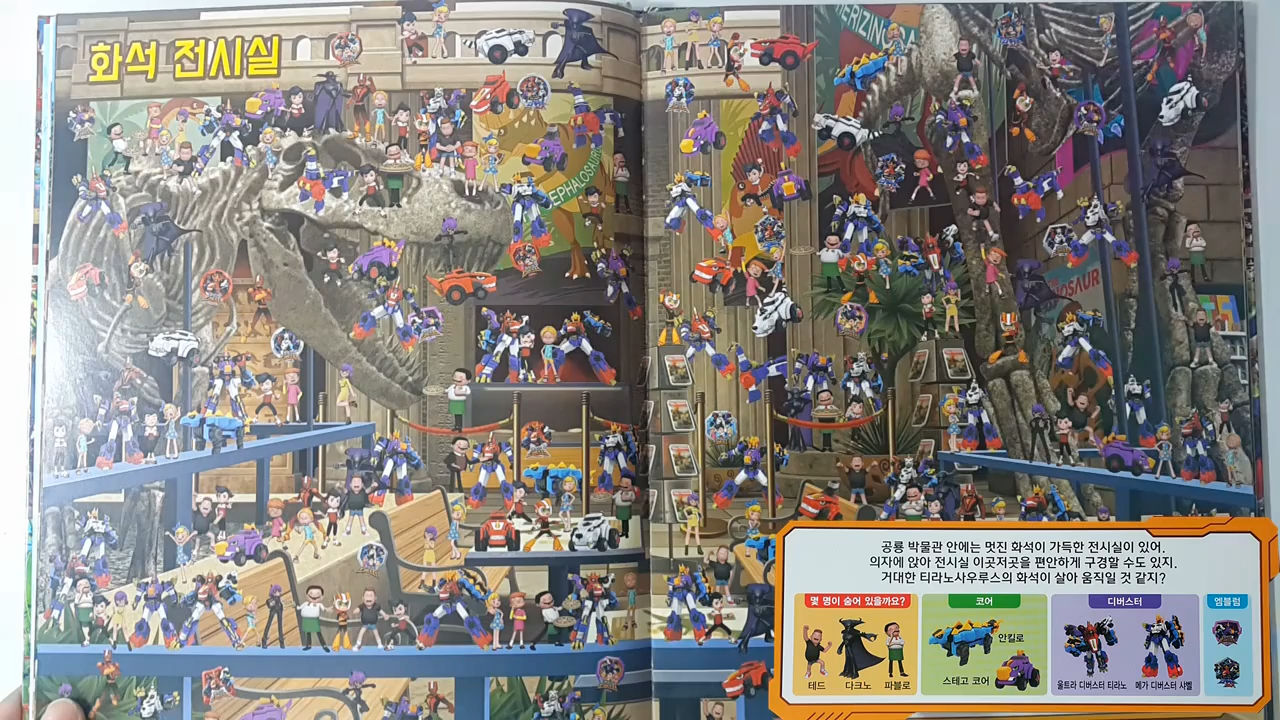 화석 전시실
EPHALOSAUR
MERIZING
OSAUR
공룡 박물관 안에는 멋진 화석이 가득한 전시실이 있어.
의자에 앉아 전시실 이곳저곳을 편안하게 구경할 수도 있지.
거대한 티라노사우루스의 화석이 살아 움직일 것 같지?
몇 명이 숨어 있을까요?
코어
디버스터
엠블럼
안킬로
스테고 코어
테드
다크노
파블로
울트라 디버스터 티라노
메가 디버스터 샤벨